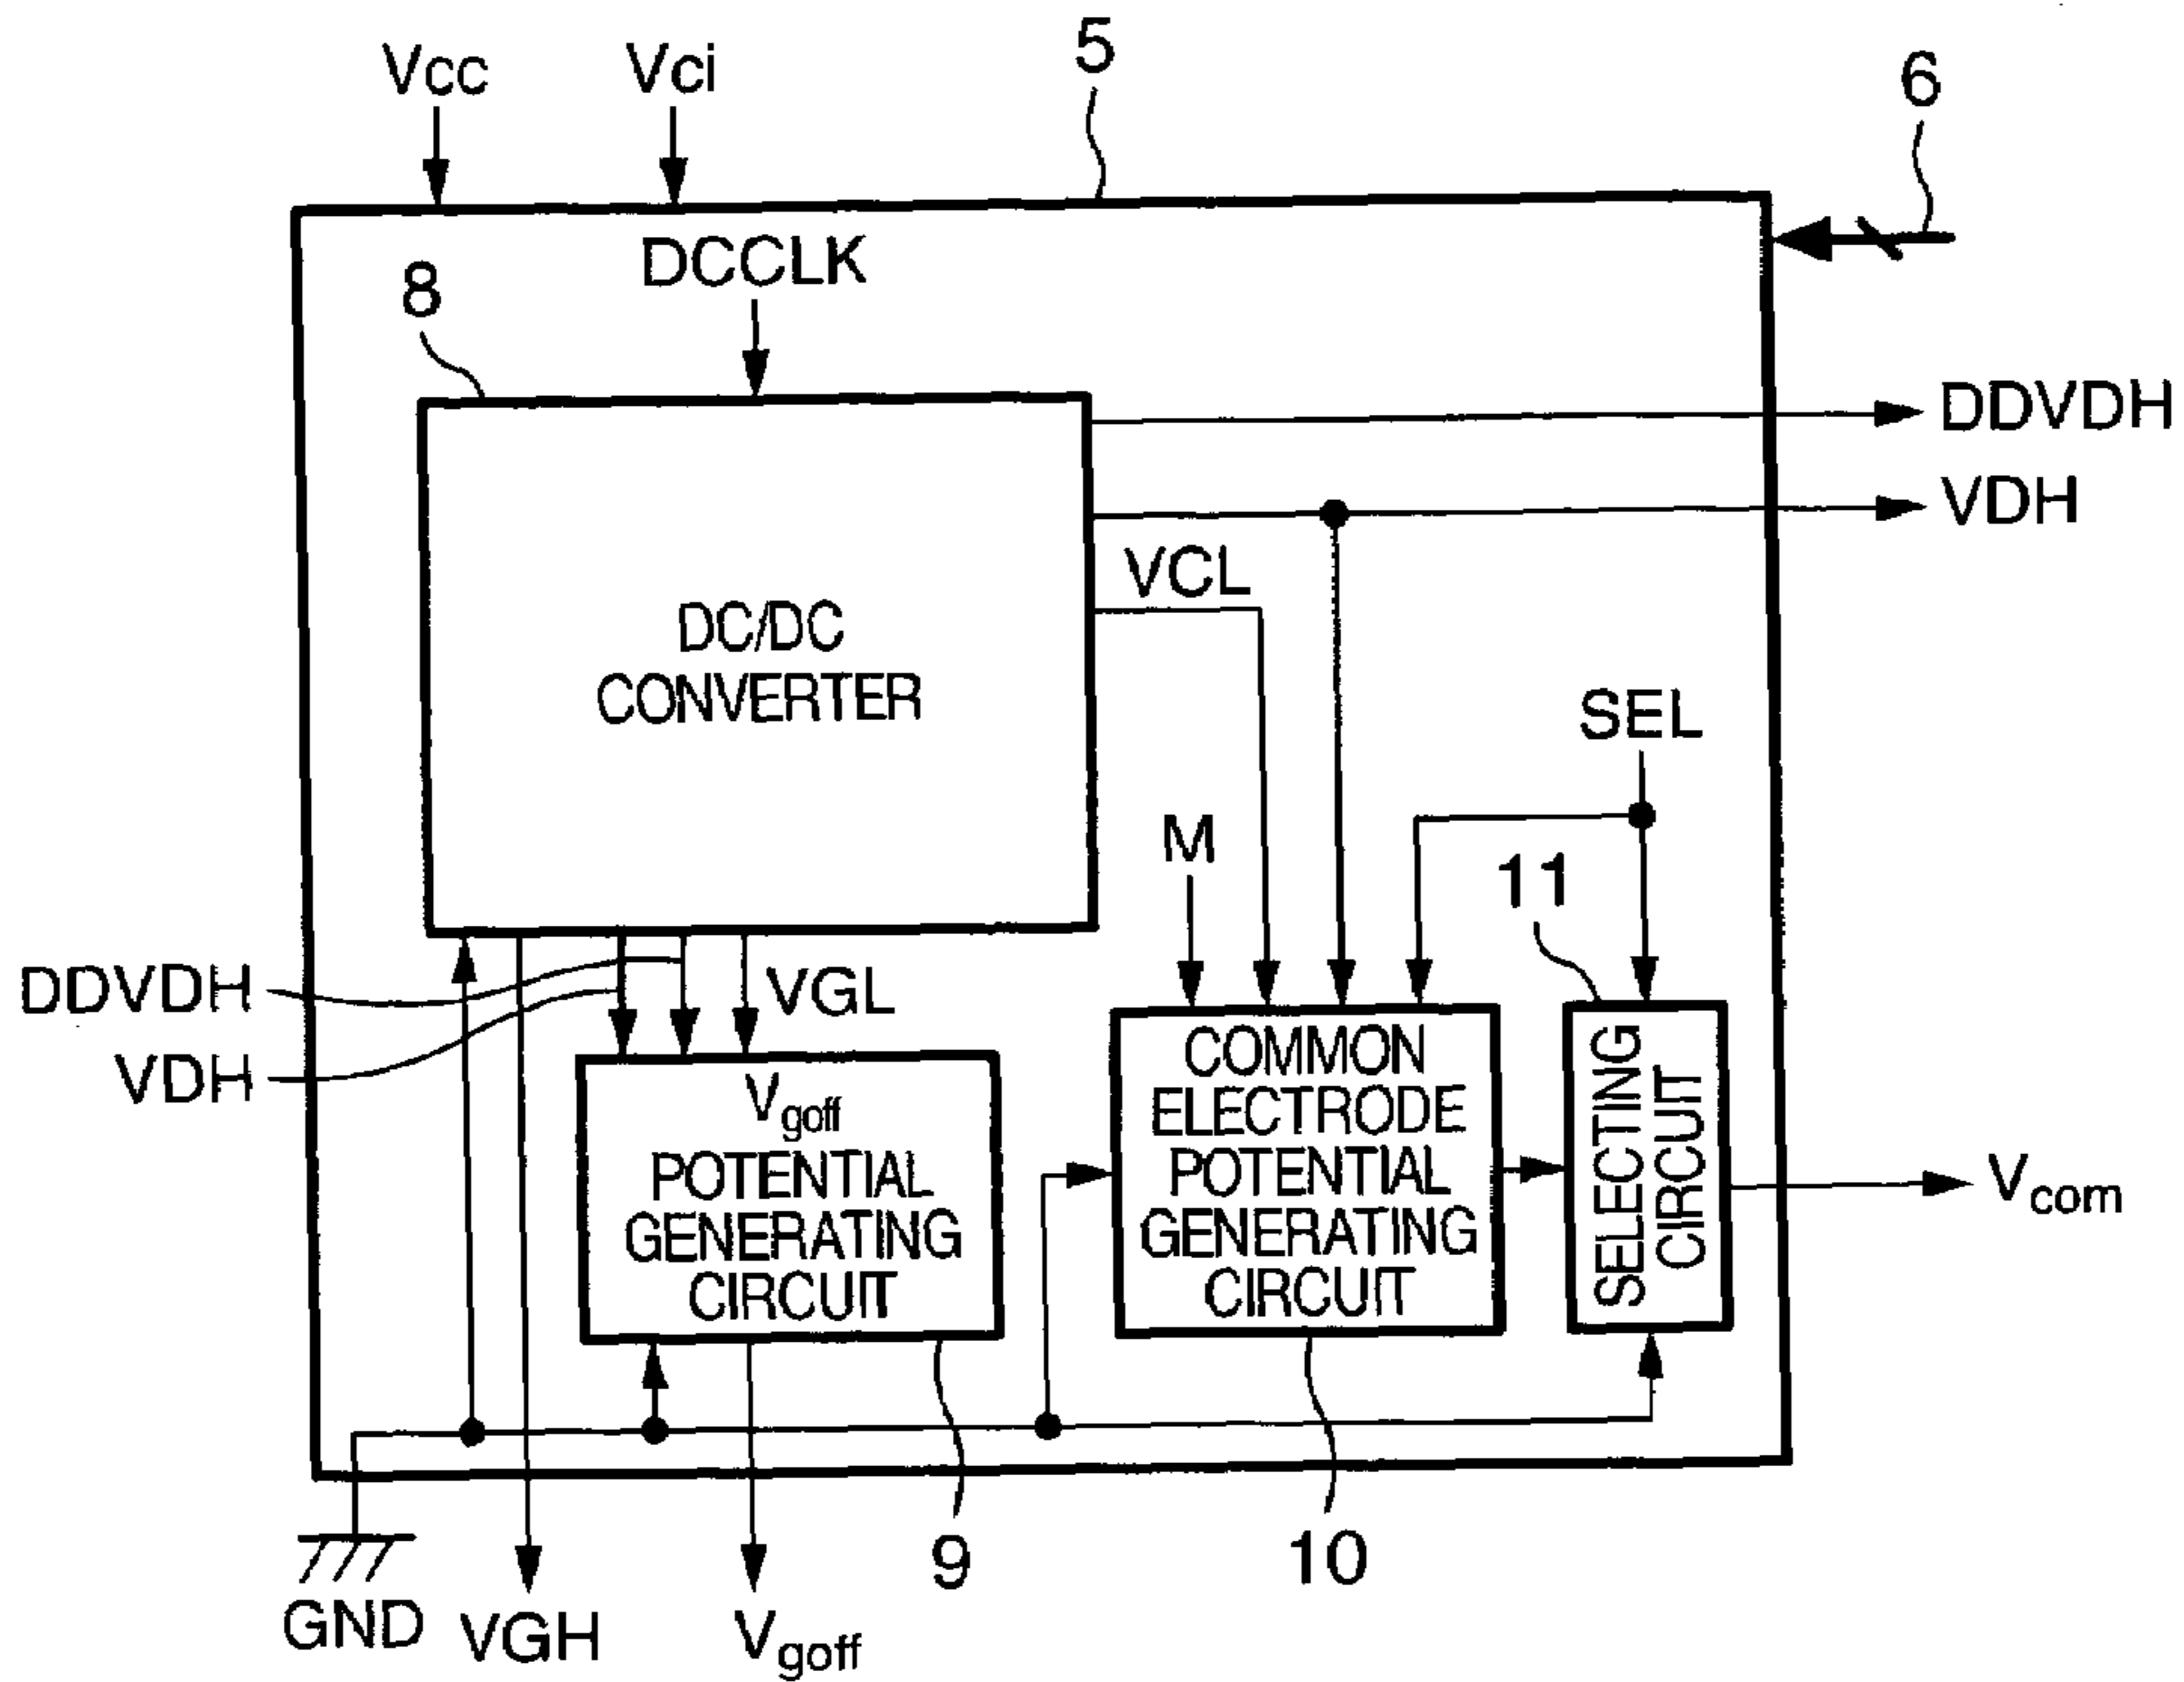 Vcc
Vci
5
6
DCCLK
8
DDVDH
VDH
VCL
DC/DC
CONVERTER
SEL
M
11
DDVDH
VGL
VDH
Vgoff
POTENTIAL
GENERATING
CIRCUIT
COMMON
ELECTRODE
POTENTIAL
GENERATING
CIRCUIT
SELECTING
CIRCUIT
Vcom
9
10
GND
VGH
Vgoff